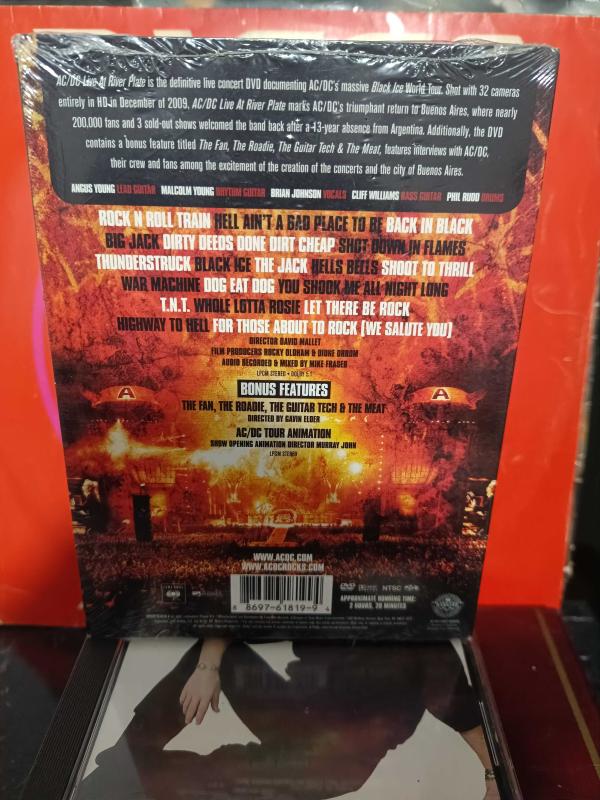 AC/DC Live At River Plate is the definitive live concert DVD documenting AC/DC's massive Black Ice World Tour. Shot with 32 cameras
entirely in HD in December of 2009, AC/DC Live At River Plate marks AC/DC's triumphant return to Buenos Aires, where nearly
200,000 fans and 3 sold-out shows welcomed the band back after a 13-year absence from Argentina. Additionally, the DVD
contains a bonus feature titled The Fan, The Roadie, The Guitar Tech & The Meat, features interviews with AC/DC,
their crew and fans among the excitement of the creation of the concerts and the city of Buenos Aires.
ANGUS YOUNG LEAD GUITAR MALCOLM YOUNG RHYTHM GUITAR BRIAN JOHNSON VOCALS CLIFF WILLIAMS BASS GUITAR PHIL RUDD DRUMS
ROCK N ROLL TRAIN HELL AIN'T A BAD PLACE TO BE BACK IN BLACK
BIG JACK DIRTY DEEDS DONE DIRT CHEAP SHOT DOWN IN FLAMES
THUNDERSTRUCK BLACK ICE THE JACK HELLS BELLS SHOOT TO THRILL
WAR MACHINE DOG EAT DOG YOU SHOOK ME ALL NIGHT LONG
T.N.T. WHOLE LOTTA ROSIE LET THERE BE ROCK
HIGHWAY TO HELL FOR THOSE ABOUT TO ROCK (WE SALUTE YOU)
DIRECTOR DAVID MALLET
FILM PRODUCERS ROCKY OLDHAM & DIONE ORROM
AUDIO RECORDED & MIXED BY MIKE FRASER
LPCM STEREO • DOLBY 5.1
BONUS FEATURES
THE FAN, THE ROADIE, THE GUITAR TECH & THE MEAT
DIRECTED BY GAVIN ELDER
AC/DC TOUR ANIMATION
SHOW OPENING ANIMATION DIRECTOR MURRAY JOHN
LPCM STEREO
A A
WWW.ACDC.COM
WWW.ACDCROCKS.COM
DVD NTSC
8 8697-61819-9 4
APPROXIMATE RUNNING TIME:
2 HOURS, 20 MINUTES